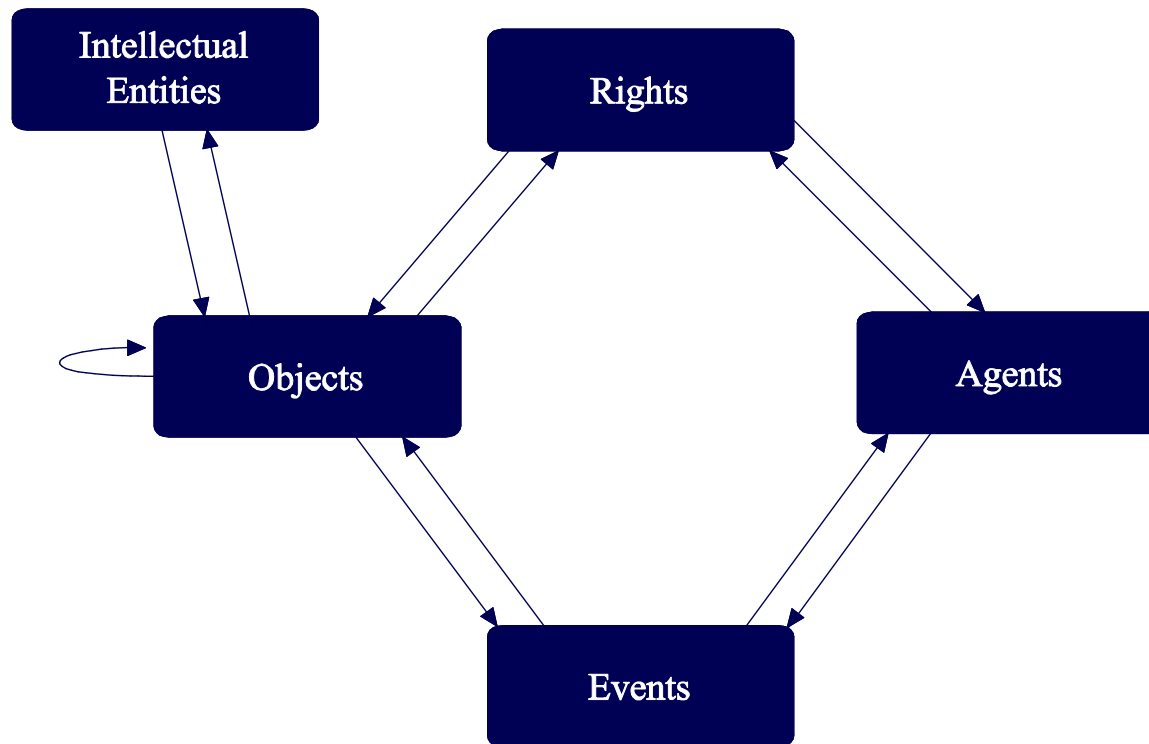 Intellectual
Entities
Rights
Objects
Agents
Events